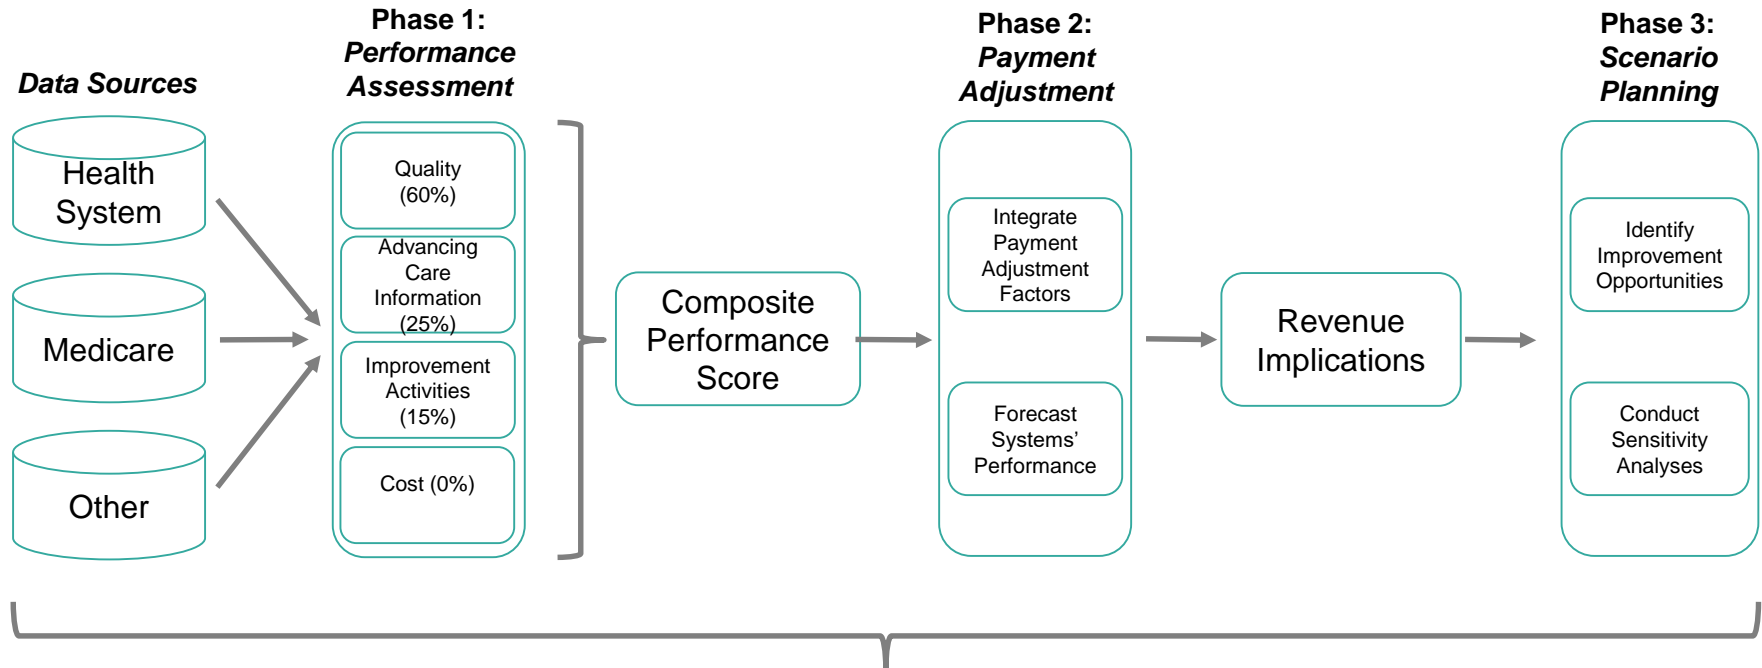 Data Sources
Health
System
Medicare
Other
Phase 1:
Performance
Assessment
Quality
(60%)
Advancing
Care
Information
(25%)
Improvement
Activities
(15%)
Cost (0%)
Composite
Performance
Score
Phase 2:
Payment
Adjustment
Integrate
Payment
Adjustment
Factors
Forecast
Systems’
Performance
Revenue
Implications
Phase 3:
Scenario
Planning
Identify
Improvement
Opportunities
Conduct
Sensitivity
Analyses